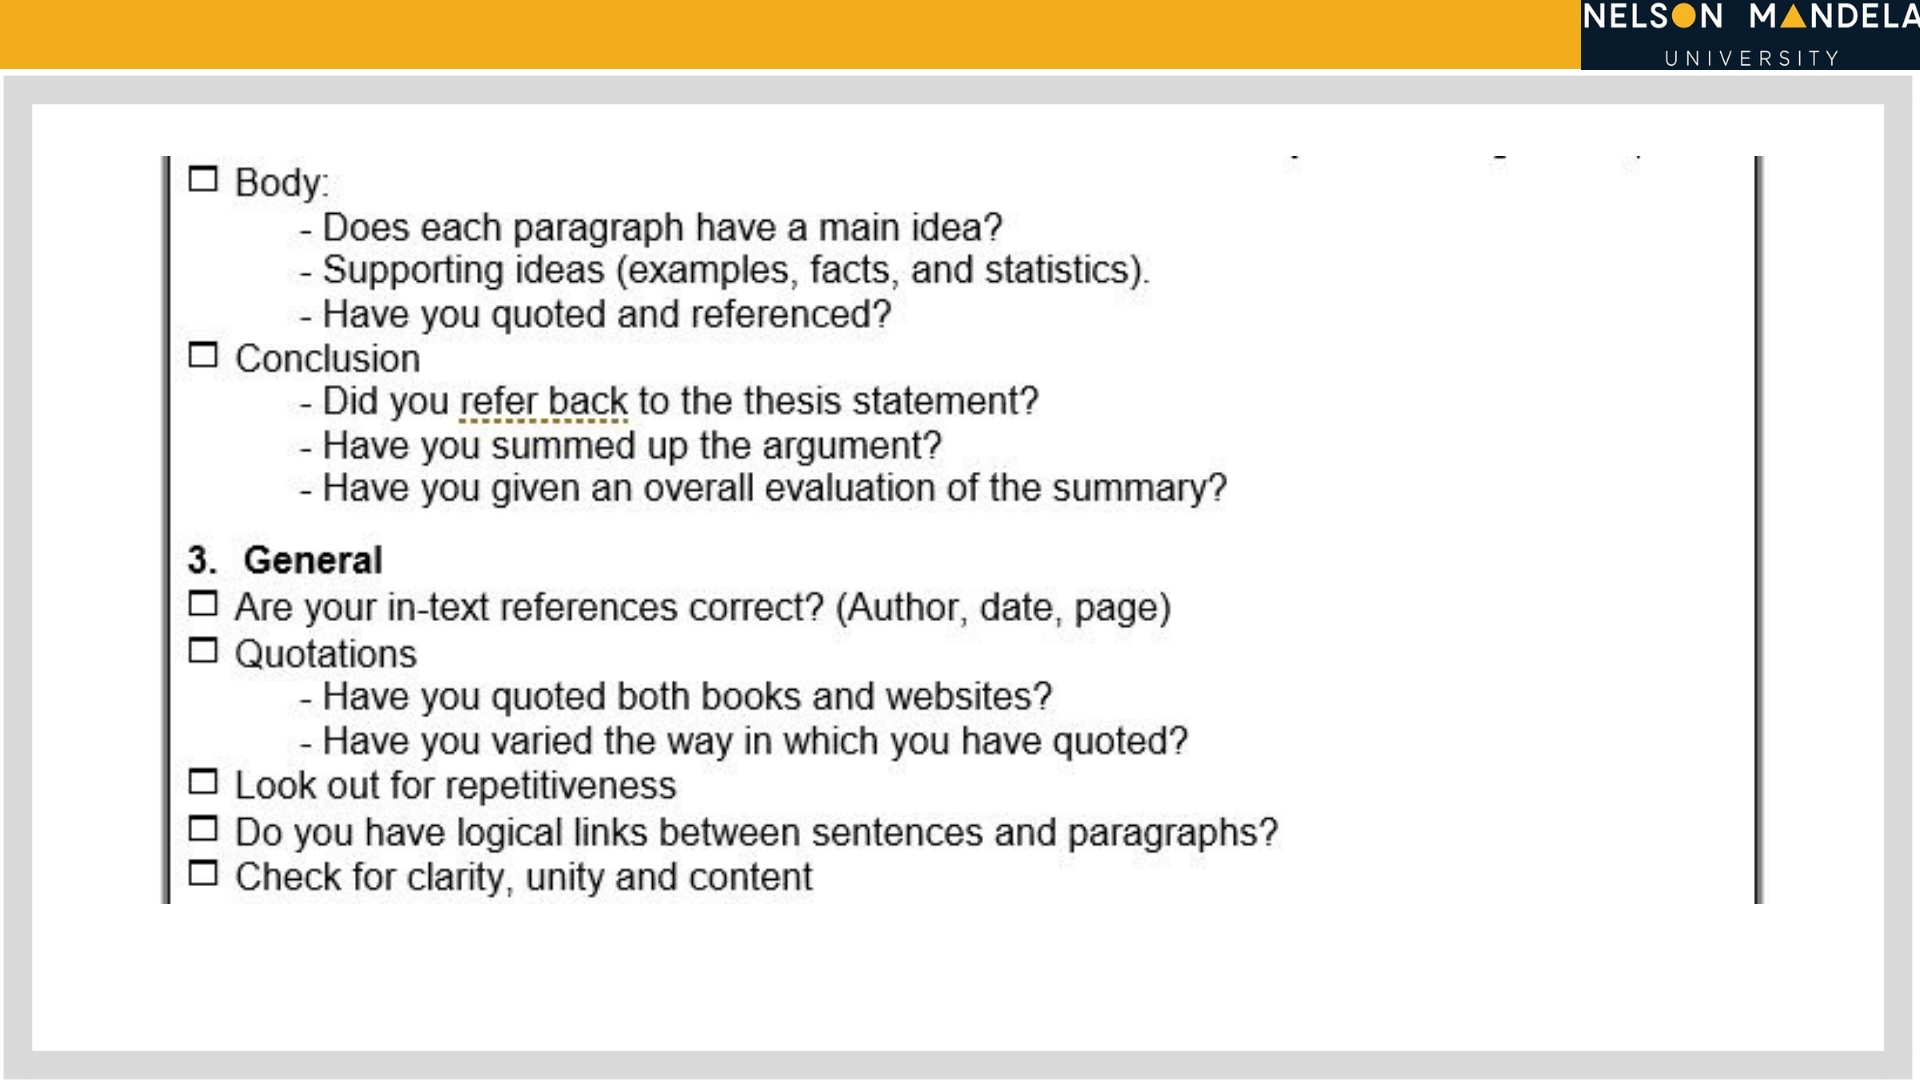 NELSON MANDELA
UNIVERSITY
☐ Body:
- Does each paragraph have a main idea?
- Supporting ideas (examples, facts, and statistics).
- Have you quoted and referenced?
☐ Conclusion
- Did you refer back to the thesis statement?
- Have you summed up the argument?
- Have you given an overall evaluation of the summary?
3. General
☐ Are your in-text references correct? (Author, date, page)
☐ Quotations
- Have you quoted both books and websites?
- Have you varied the way in which you have quoted?
☐ Look out for repetitiveness
☐ Do you have logical links between sentences and paragraphs?
☐ Check for clarity, unity and content